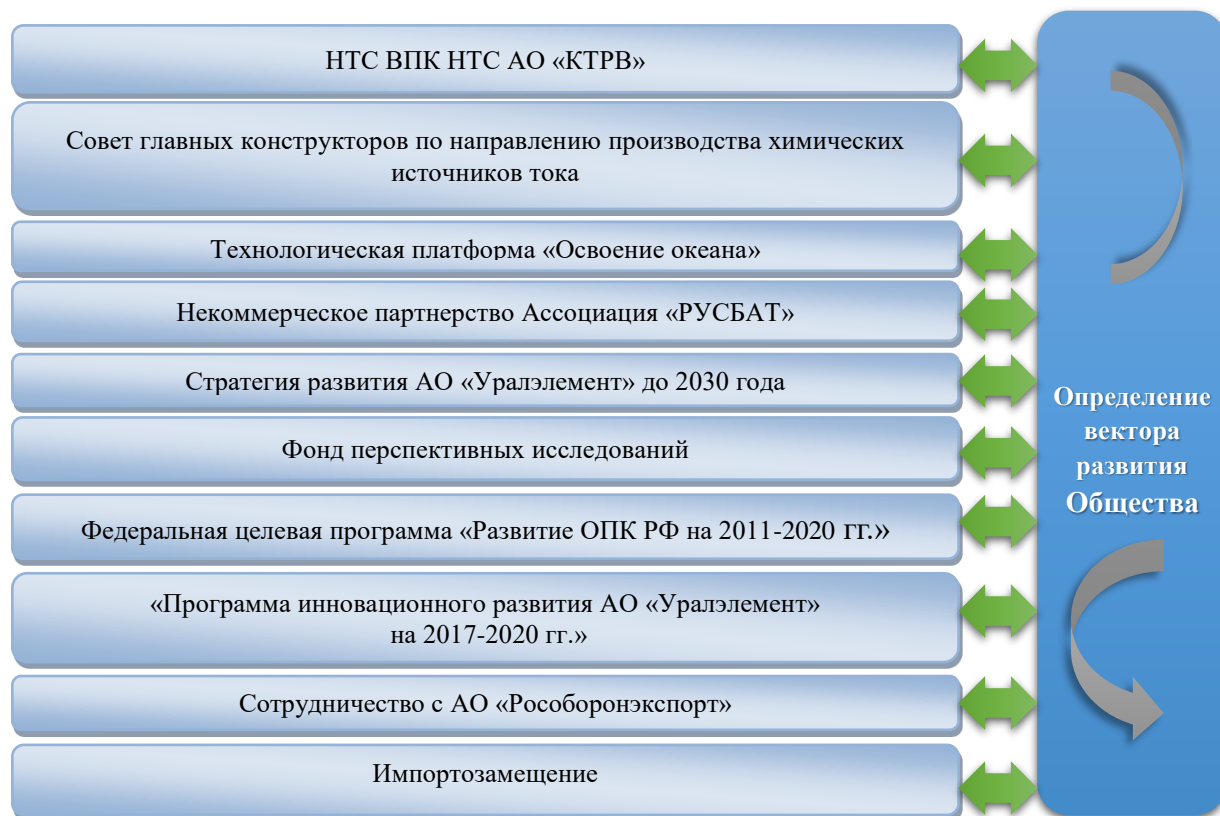 НТС ВПК НТС АО «КТРВ»
Совет главных конструкторов по направлению производства химических
источников тока
Технологическая платформа «Освоение океана»
Некоммерческое партнерство Ассоциация «РУСБАТ»
Стратегия развития АО «Уралэлемент» до 2030 года
Фонд перспективных исследований
Федеральная целевая программа «Развитие ОПК РФ на 2011-2020 гг.»
«Программа инновационного развития АО «Уралэлемент»
на 2017-2020 гг.»
Сотрудничество с АО «Рособоронэкспорт»
Импортозамещение
Определение
вектора
развития
Общества